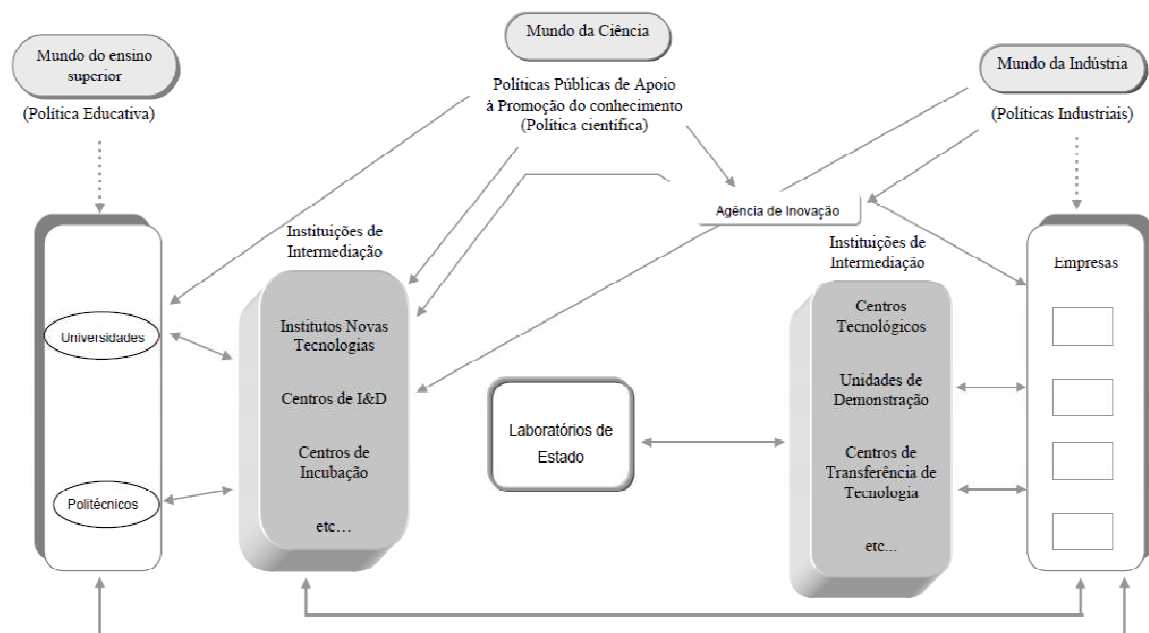 Mundo do ensino
superior
(Política Educativa)
Mundo da Ciência
Políticas Públicas de Apoio
à Promoção do conhecimento
(Política científica)
Mundo da Indústria
(Políticas Industriais)
Agência de Inovação
Universidades
Politécnicos
Instituições de
Intermediação
Institutos Novas
Tecnologias
Centros de I&D
Centros de
Incubação
etc…
Laboratórios de
Estado
Instituições de
Intermediação
Centros
Tecnológicos
Unidades de
Demonstração
Centros de
Transferência de
Tecnologia
etc...
Empresas